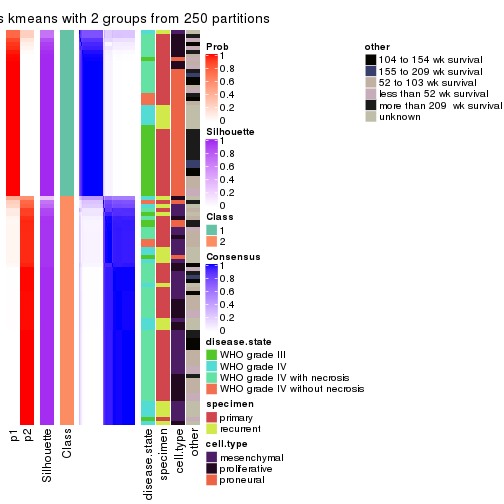 s kmeans with 2 groups from 250 partitions
Prob
1
0.8
0.6
0.4
0.2
0
Silhouette
1
0.8
0.6
0.4
0.2
0
Class
1
2
Consensus
1
0.8
0.6
0.4
0.2
0
disease.state
WHO grade III
WHO grade IV
WHO grade IV with necrosis
WHO grade IV without necrosis
specimen
primary
recurrent
cell.type
mesenchymal
proliferative
proneural
other
104 to 154 wk survival
155 to 209 wk survival
52 to 103 wk survival
less than 52 wk survival
more than 209  wk survival
unknown
p1
p2
Silhouette
Class
disease.state
specimen
cell.type
other